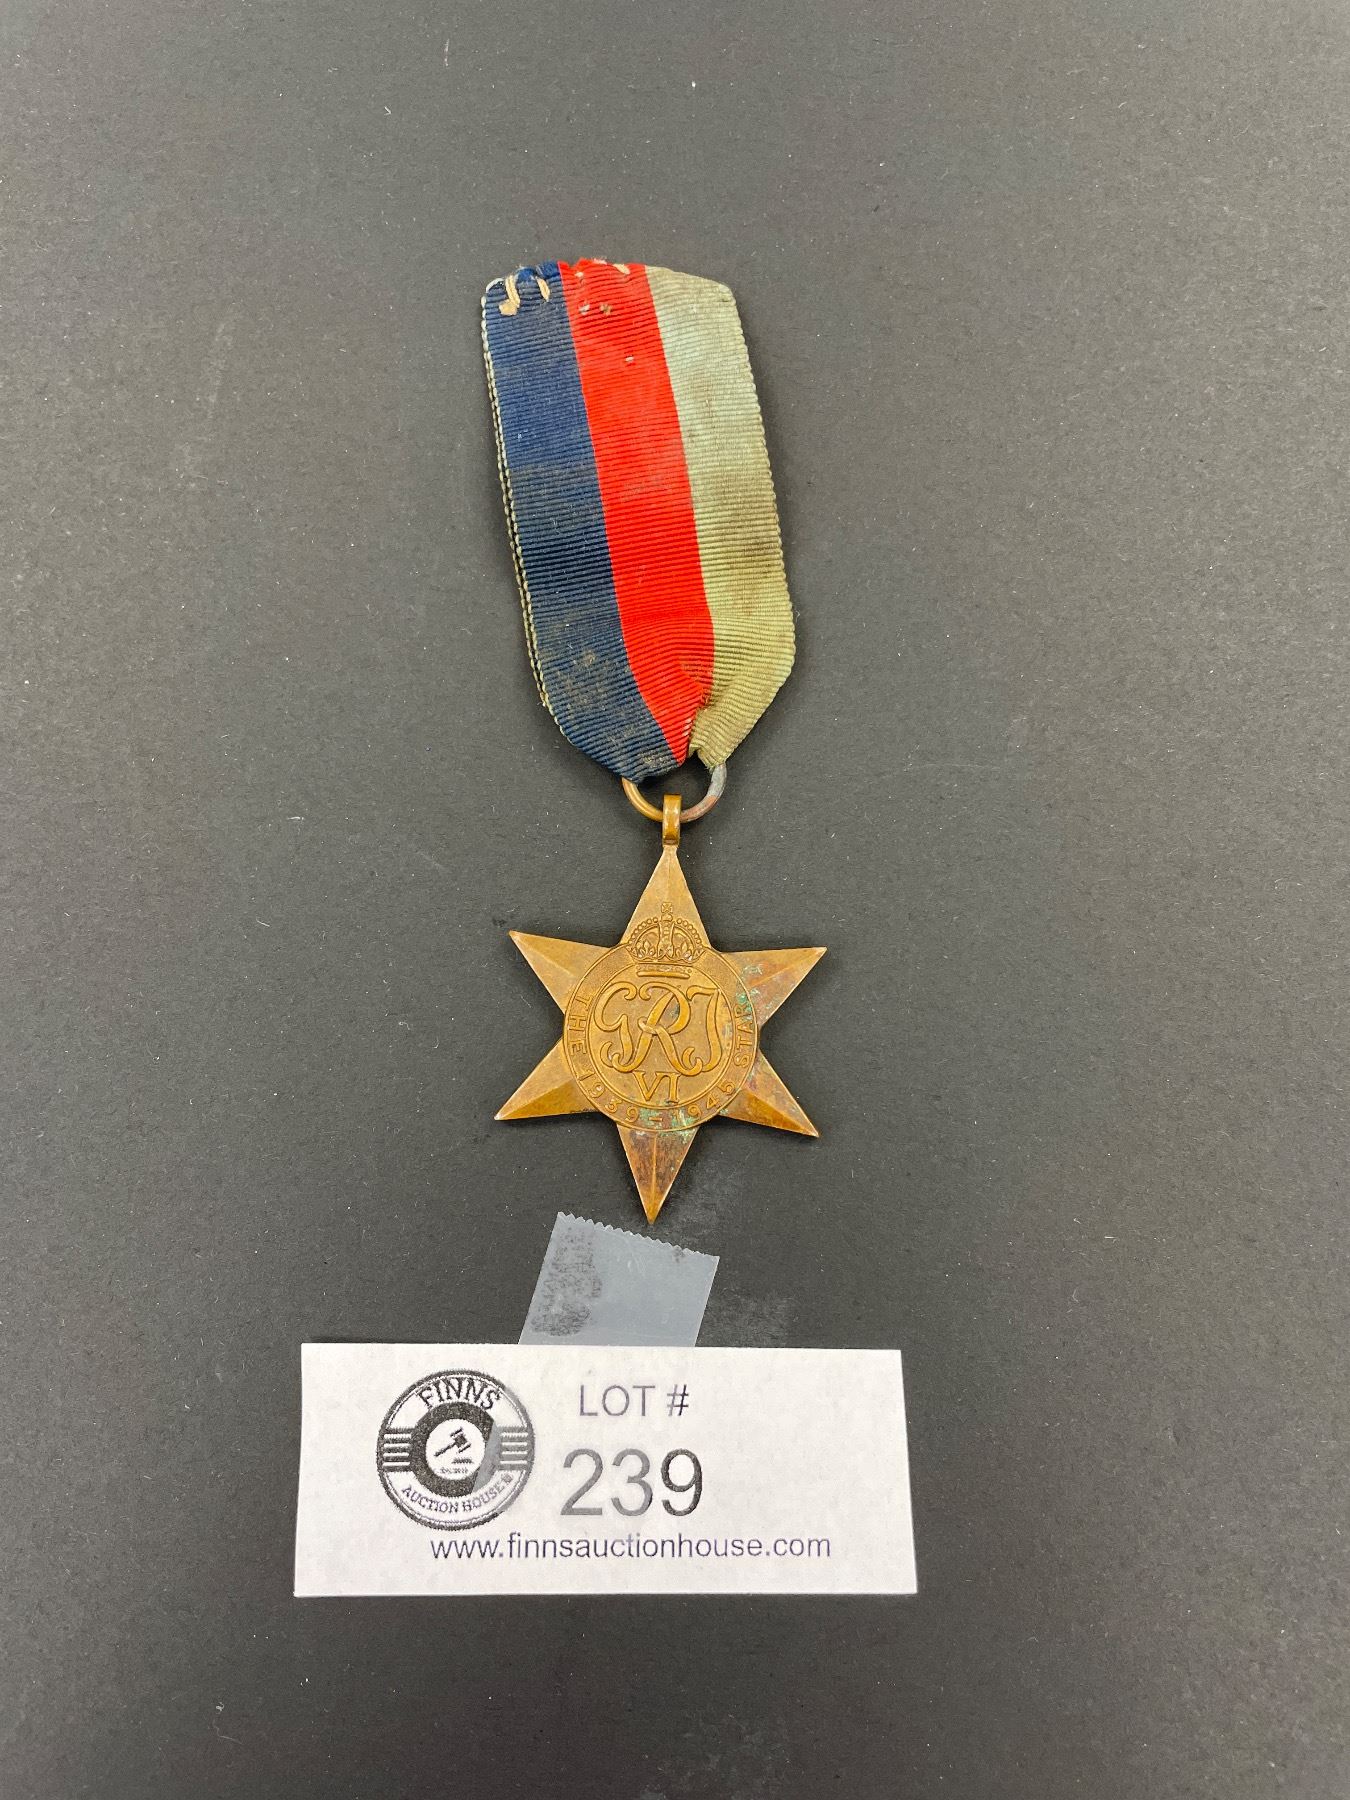 GRI
VI
THE 1939-1945 STAR
FINNS
AUCTION HOUSE
LOT #
239
www.finnsauctionhouse.com